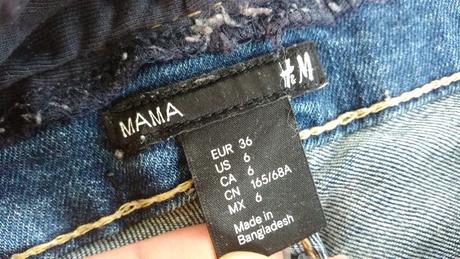 MAMA H&M
EUR 36
US 6
CA 6
CN 165/68A
MX 6
Made in
Bangladesh